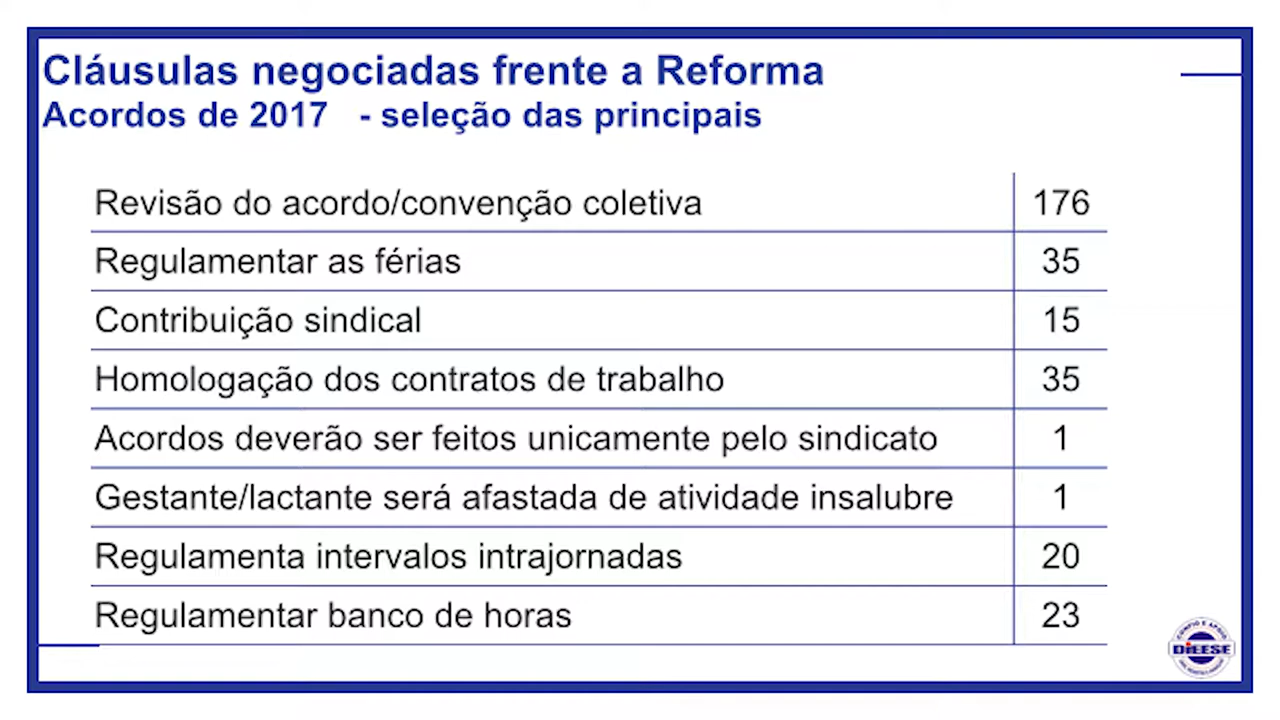 Cláusulas negociadas frente a Reforma
Acordos de 2017 - seleção das principais
Revisão do acordo/convenção coletiva 176
Regulamentar as férias 35
Contribuição sindical 15
Homologação dos contratos de trabalho 35
Acordos deverão ser feitos unicamente pelo sindicato 1
Gestante/lactante será afastada de atividade insalubre 1
Regulamenta intervalos intrajornadas 20
Regulamentar banco de horas 23
DIEESE